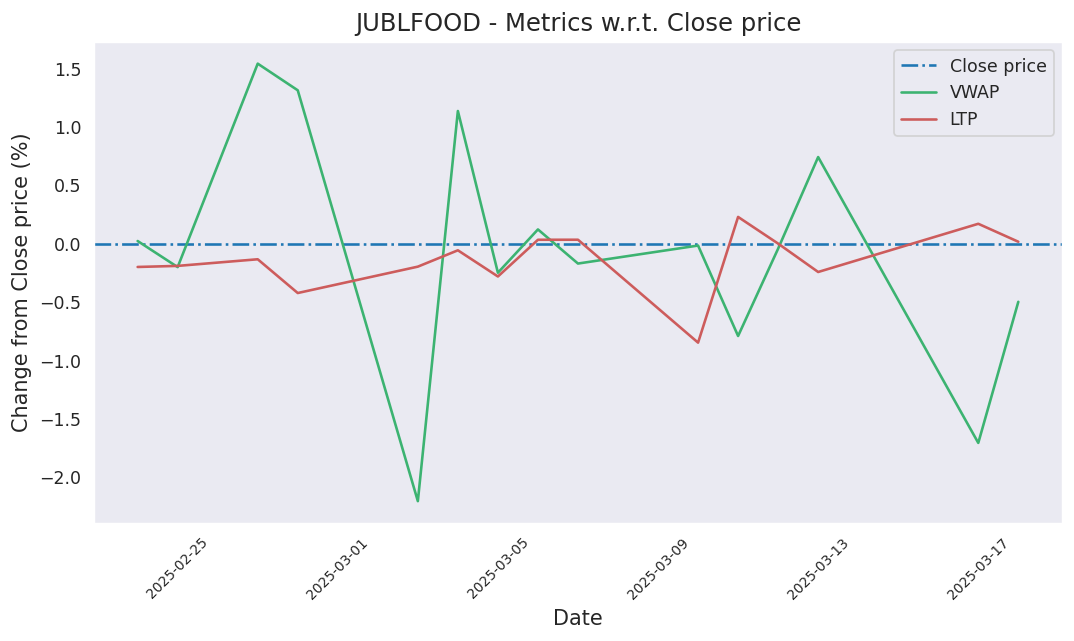 JUBLFOOD - Metrics w.r.t. Close price
Close price
VWAP
LTP
Change from Close price (%)
1.5
1.0
0.5
0.0
−0.5
−1.0
−1.5
−2.0
2025-02-25
2025-03-01
2025-03-05
2025-03-09
2025-03-13
2025-03-17
Date